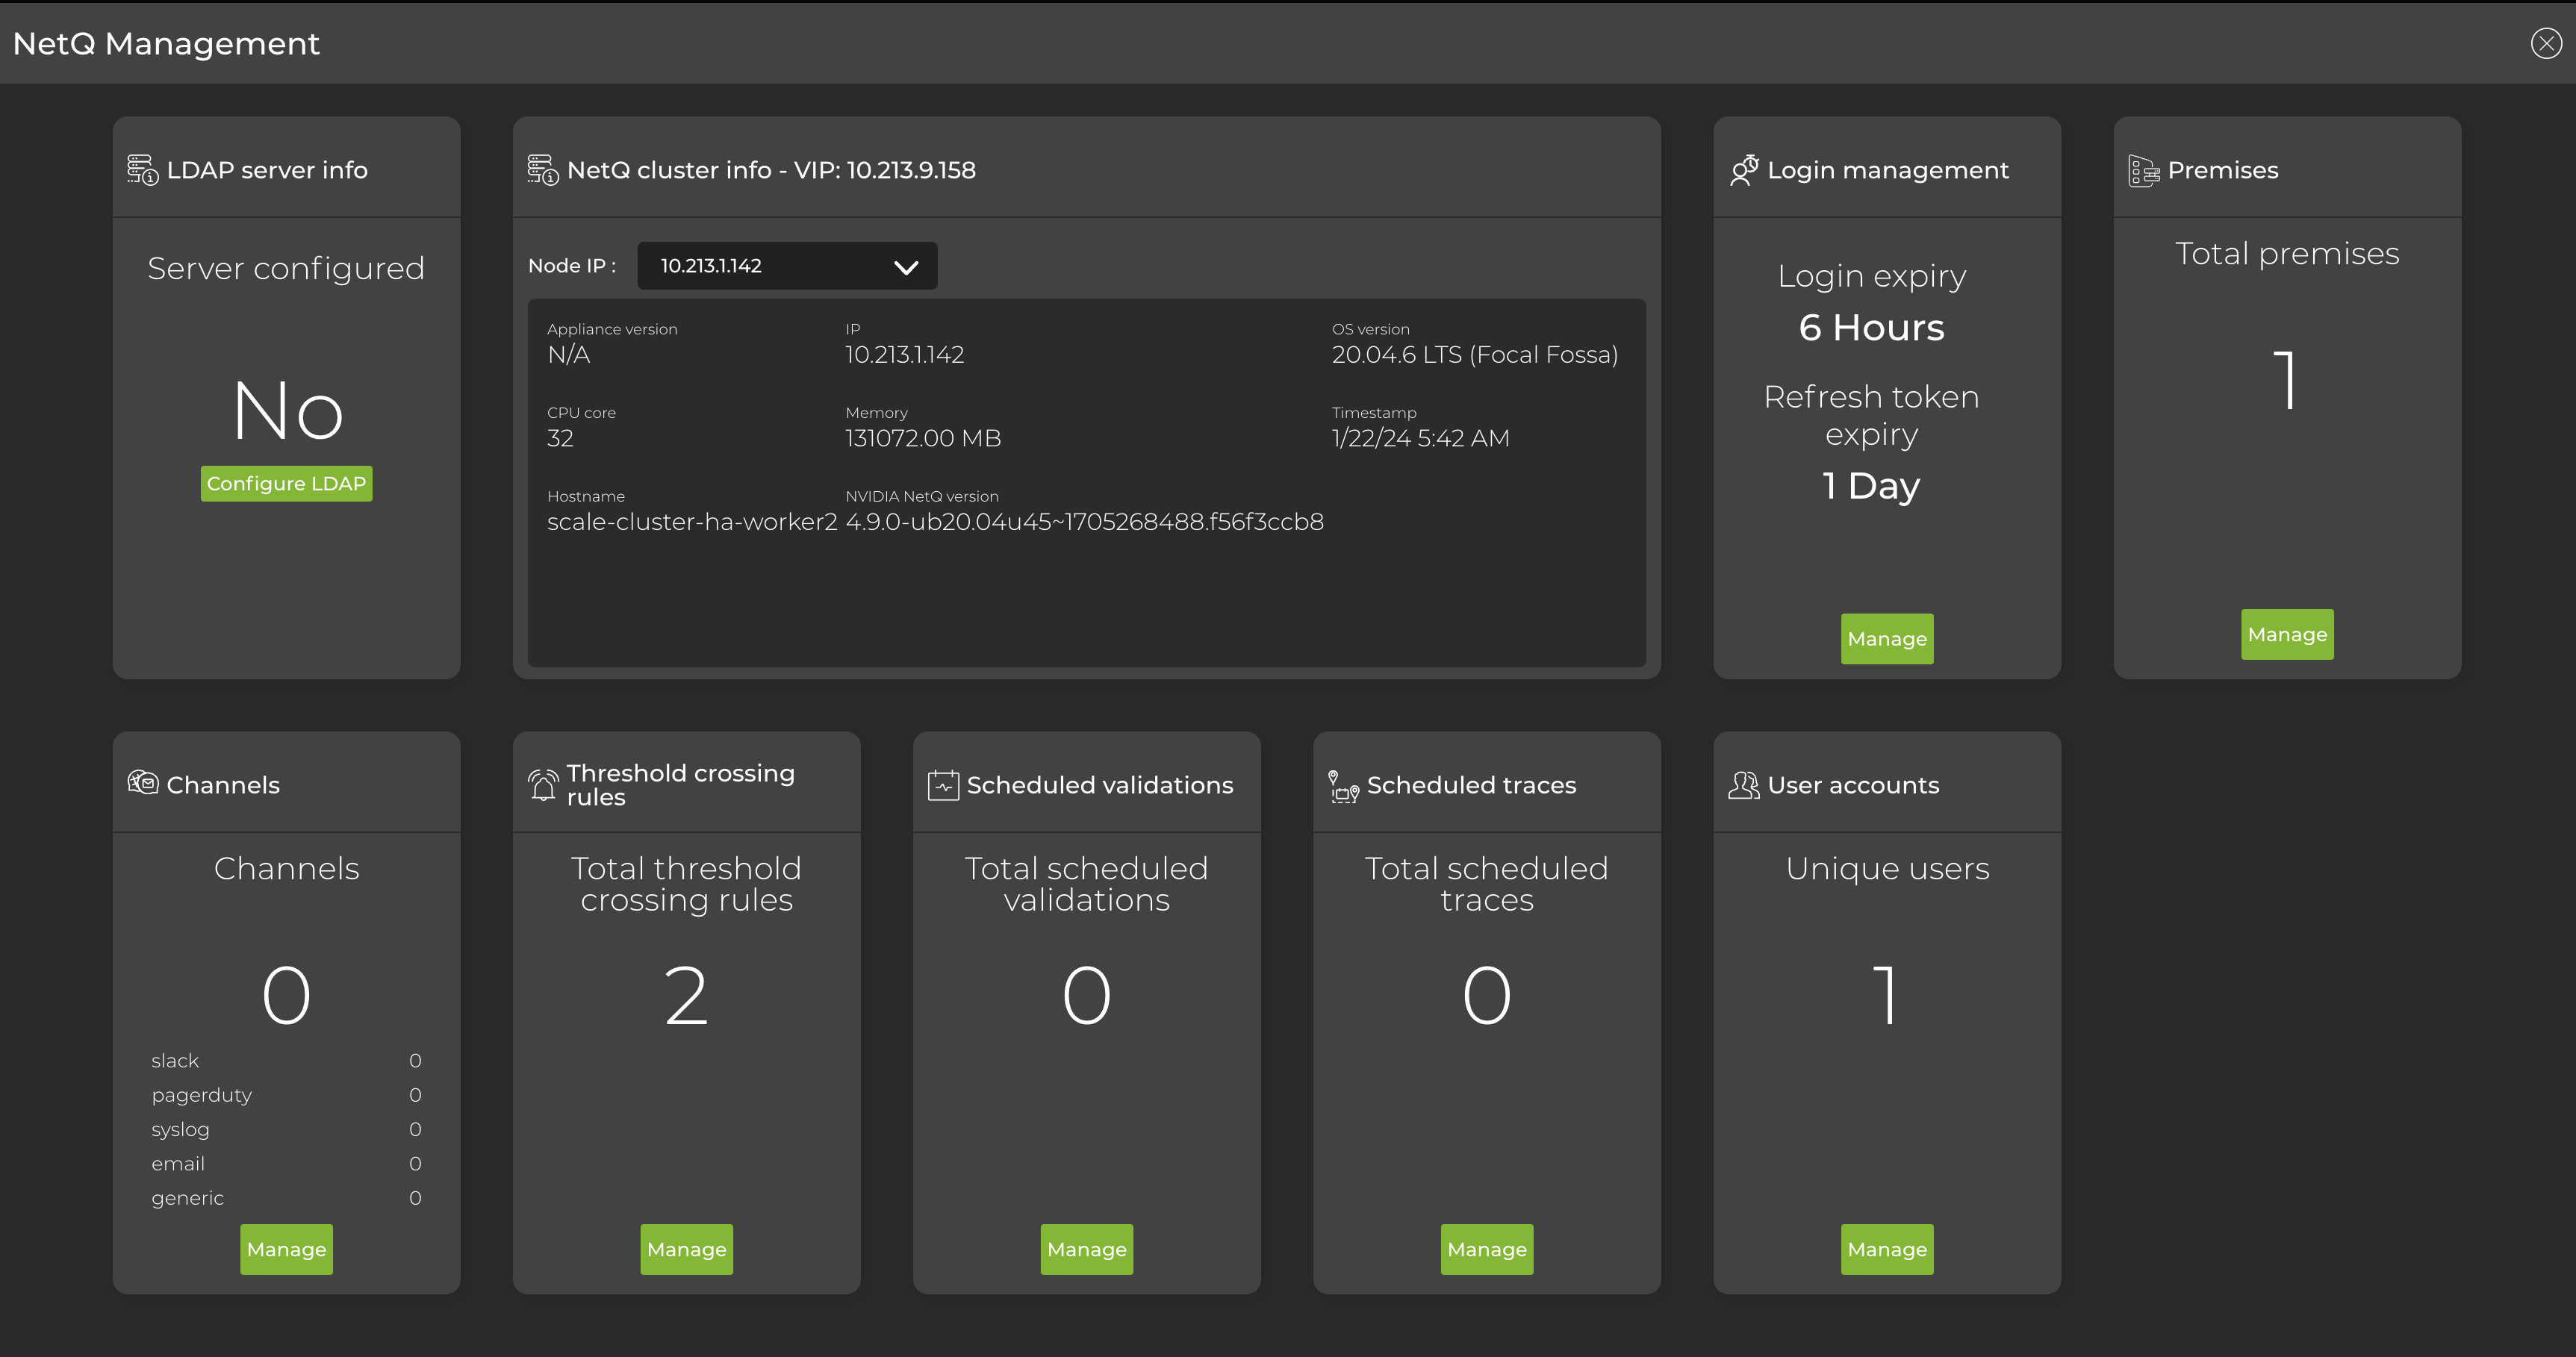 NetQ Management
LDAP server info
Server configured
No
Configure LDAP
NetQ cluster info - VIP: 10.213.9.158
Node IP :
10.213.1.142
Appliance version
N/A
IP
10.213.1.142
OS version
20.04.6 LTS (Focal Fossa)
CPU core
32
Memory
131072.00 MB
Timestamp
1/22/24 5:42 AM
Hostname
scale-cluster-ha-worker2
NVIDIA NetQ version
4.9.0-ub20.04u45~1705268488.f56f3ccb8
Login management
Login expiry
6 Hours
Refresh token
expiry
1 Day
Manage
Premises
Total premises
1
Manage
Channels
Channels
0
slack 0
pagerduty 0
syslog 0
email 0
generic 0
Manage
Threshold crossing
rules
Total threshold
crossing rules
2
Manage
Scheduled validations
Total scheduled
validations
0
Manage
Scheduled traces
Total scheduled
traces
0
Manage
User accounts
Unique users
1
Manage